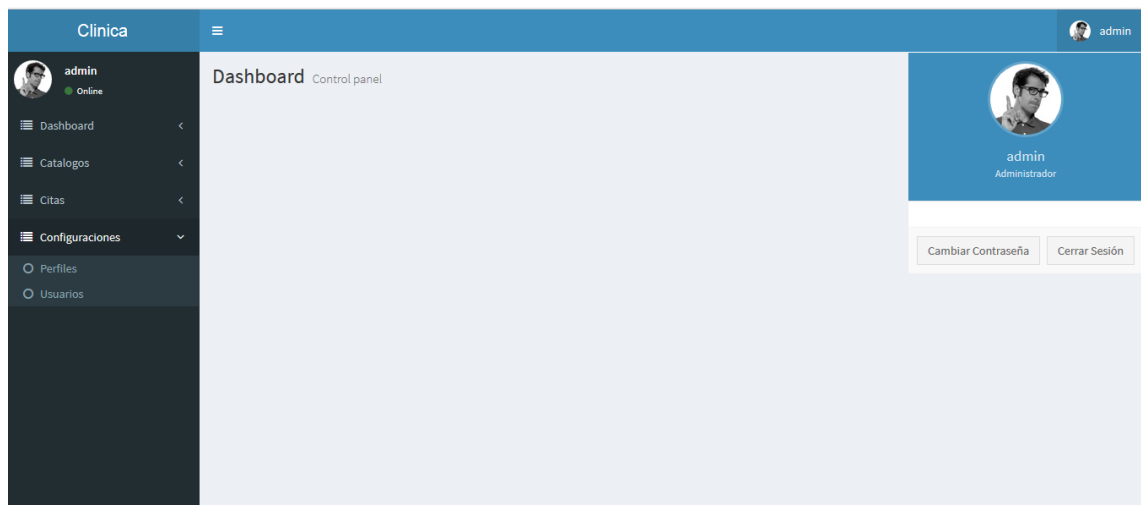 Clinica
admin
admin
Online
Dashboard
Catalogos
Citas
Configuraciones
Perfiles
Usuarios
Dashboard Control panel
admin
Administrador
Cambiar Contraseña Cerrar Sesión